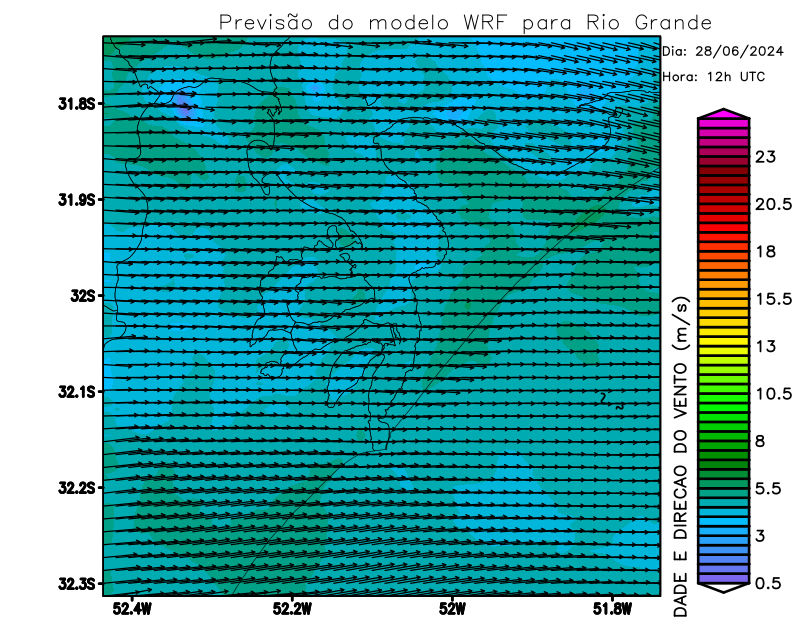 Previsão do modelo WRF para Rio Grande
Dia: 28/06/2024
Hora: 12h UTC
31.8S
31.9S
32S
32.1S
32.2S
32.3S
52.4W
52.2W
52W
51.8W
DADE E DIRECAO DO VENTO (m/s)
23
20.5
18
15.5
13
10.5
8
5.5
3
0.5